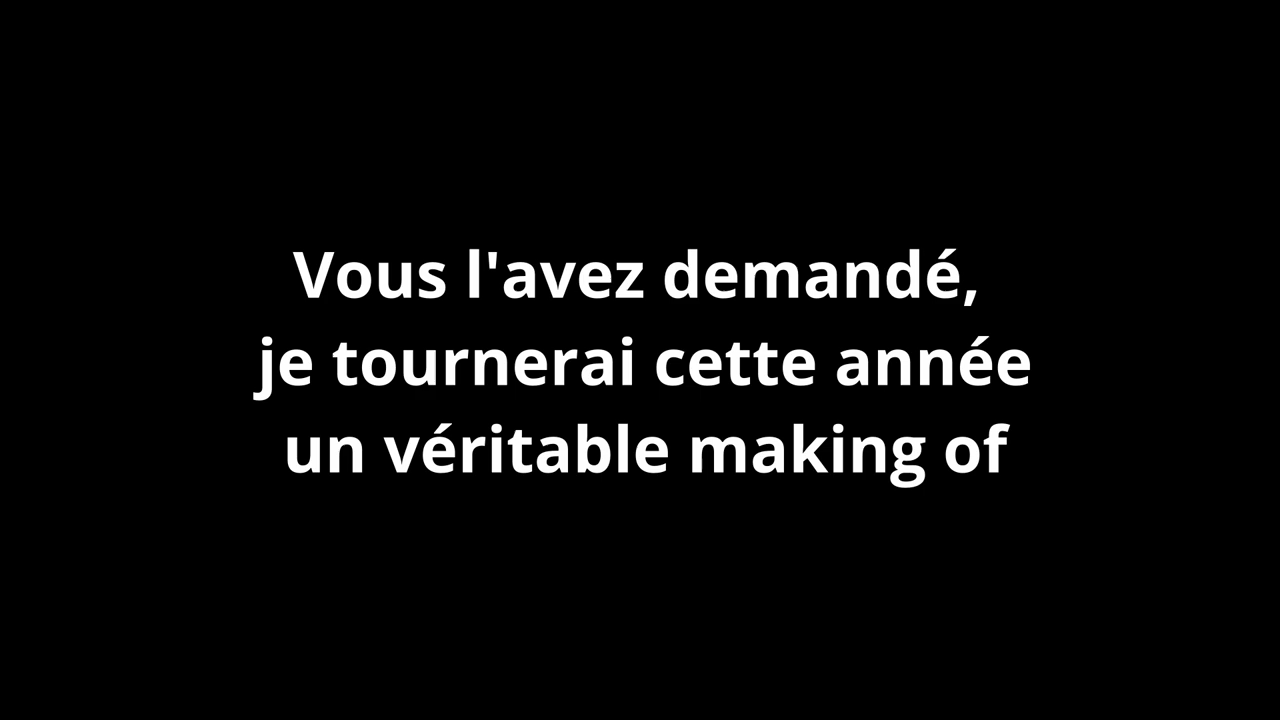 Vous l'avez demandé,
je tournerai cette année
un véritable making of